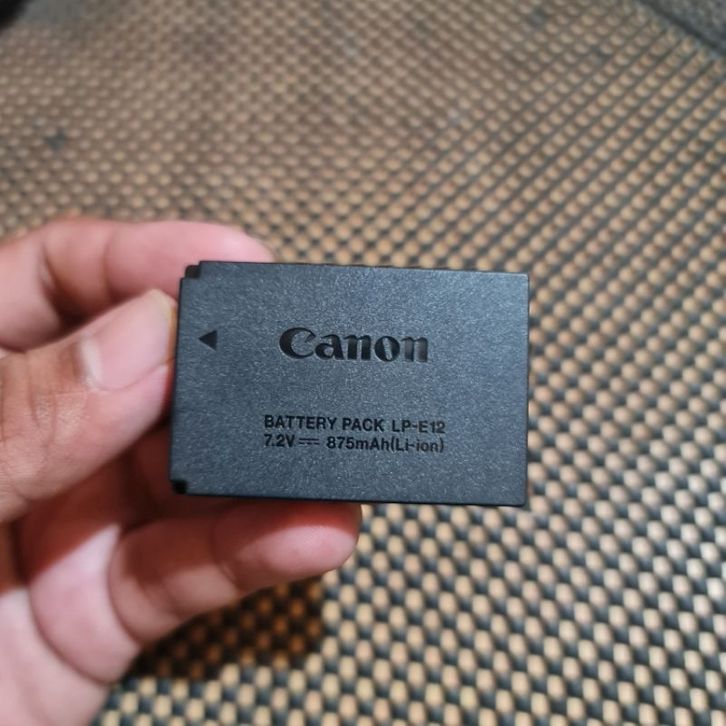 Canon
BATTERY PACK LP-E12
7.2V⎓ 875mAh(Li-ion)